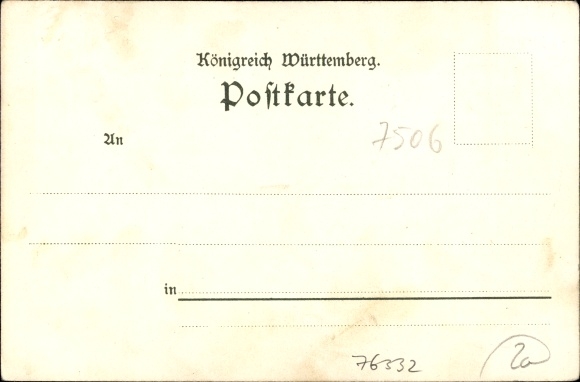 Königreich Württemberg.
Postkarte.
7506
An
in
76332